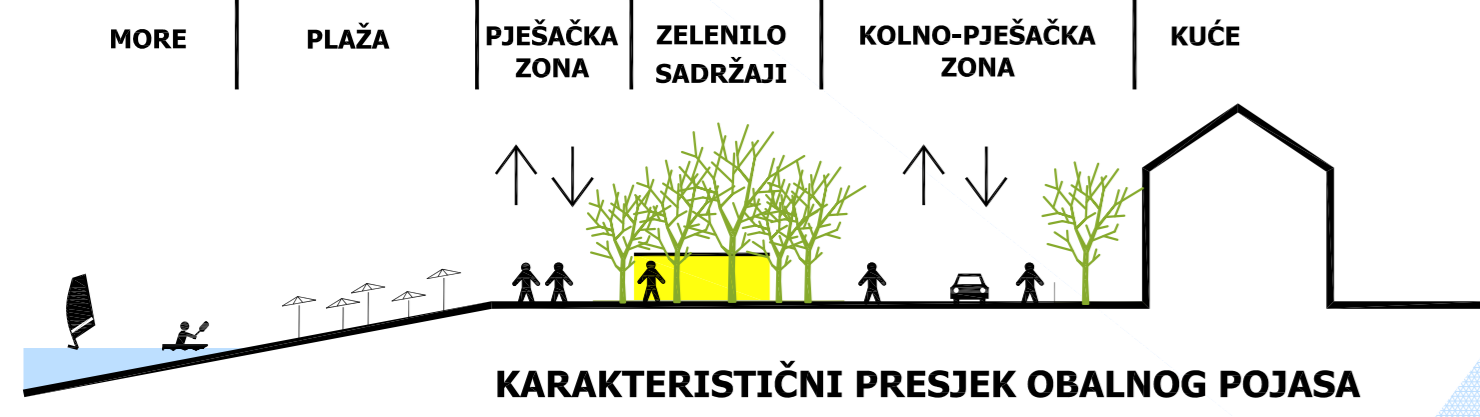 MORE
PLAŽA
PJEŠAČKA
ZONA
ZELENILO
SADRŽAJI
KOLNO-PJEŠAČKA
ZONA
KUĆE
KARAKTERISTIČNI PRESJEK OBALNOG POJASA